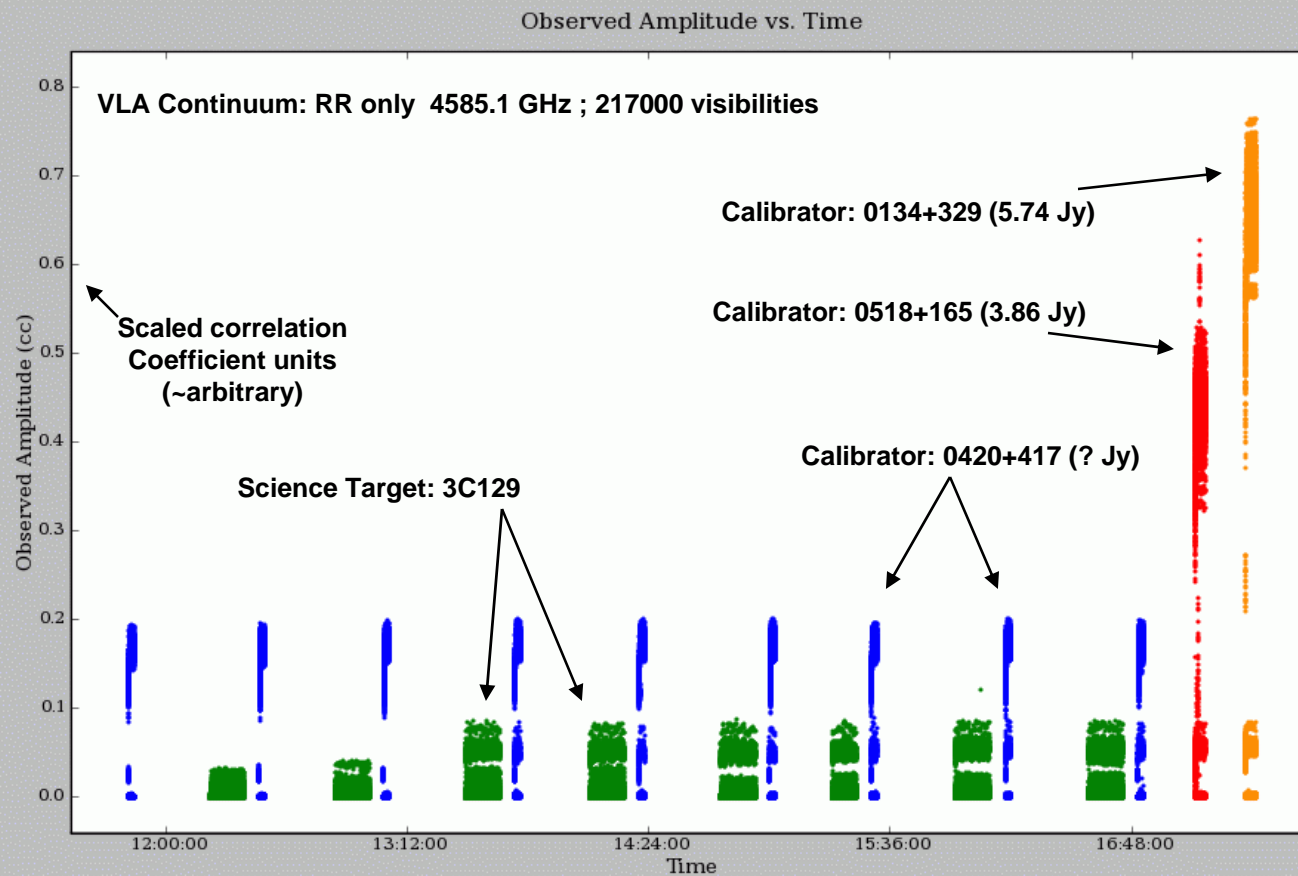 Observed Amplitude vs. Time
VLA Continuum: RR only 4585.1 GHz ; 217000 visibilities
Calibrator: 0134+329 (5.74 Jy)
Calibrator: 0518+165 (3.86 Jy)
Scaled correlation
Coefficient units
(~arbitrary)
Calibrator: 0420+417 (? Jy)
Science Target: 3C129
Observed Amplitude (cc)
0.8
0.7
0.6
0.5
0.4
0.3
0.2
0.1
0.0
12:00:00
13:12:00
14:24:00
15:36:00
16:48:00
Time